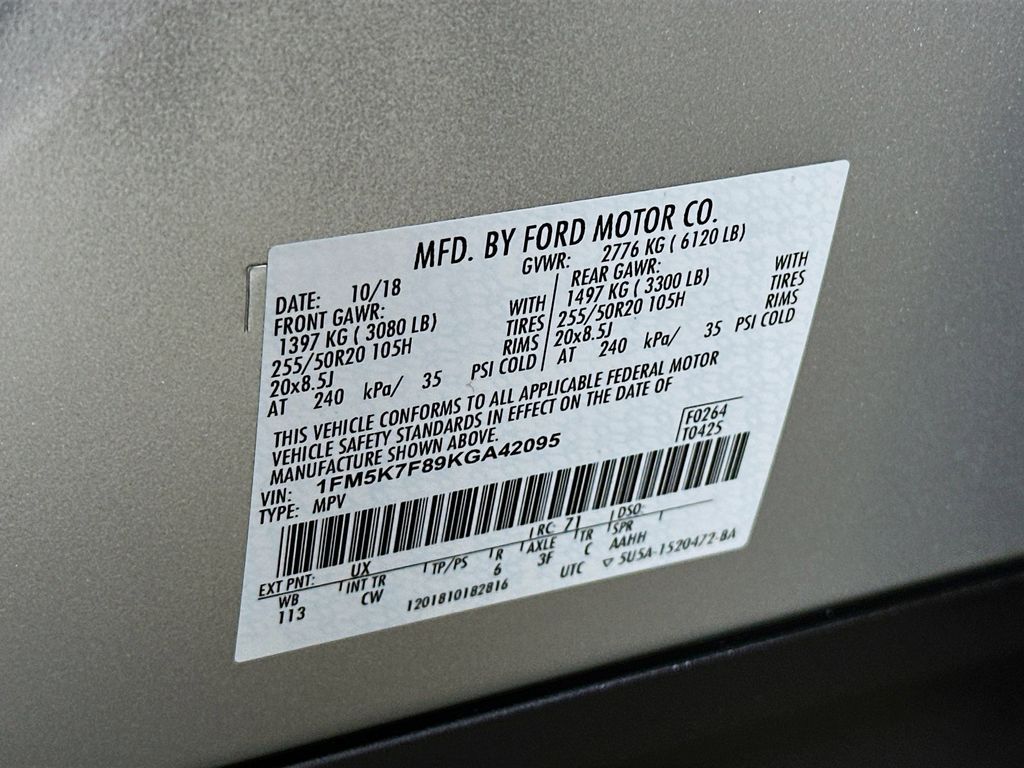 MFD. BY FORD MOTOR CO.
DATE: 10/18 GVWR: 2776 KG ( 6120 LB)
FRONT GAWR: REAR GAWR:
1397 KG ( 3080 LB) WITH 1497 KG ( 3300 LB) WITH
255/50R20 105H TIRES 255/50R20 105H TIRES
20x8.5J RIMS 20x8.5J RIMS
AT 240 kPa/ 35 PSI COLD AT 240 kPa/ 35 PSI COLD
THIS VEHICLE CONFORMS TO ALL APPLICABLE FEDERAL MOTOR
VEHICLE SAFETY STANDARDS IN EFFECT ON THE DATE OF
MANUFACTURE SHOWN ABOVE.
F0264
T0425
VIN: 1FM5K7F89KGA42095
TYPE: MPV
EXT PNT: UX RC: 71 DSO:
WB INT TR TP/PS R AXLE TR SPR
113 CW 6 3F C AAHH
1201810182816 UTC ▽ 5U5A-1520472-BA